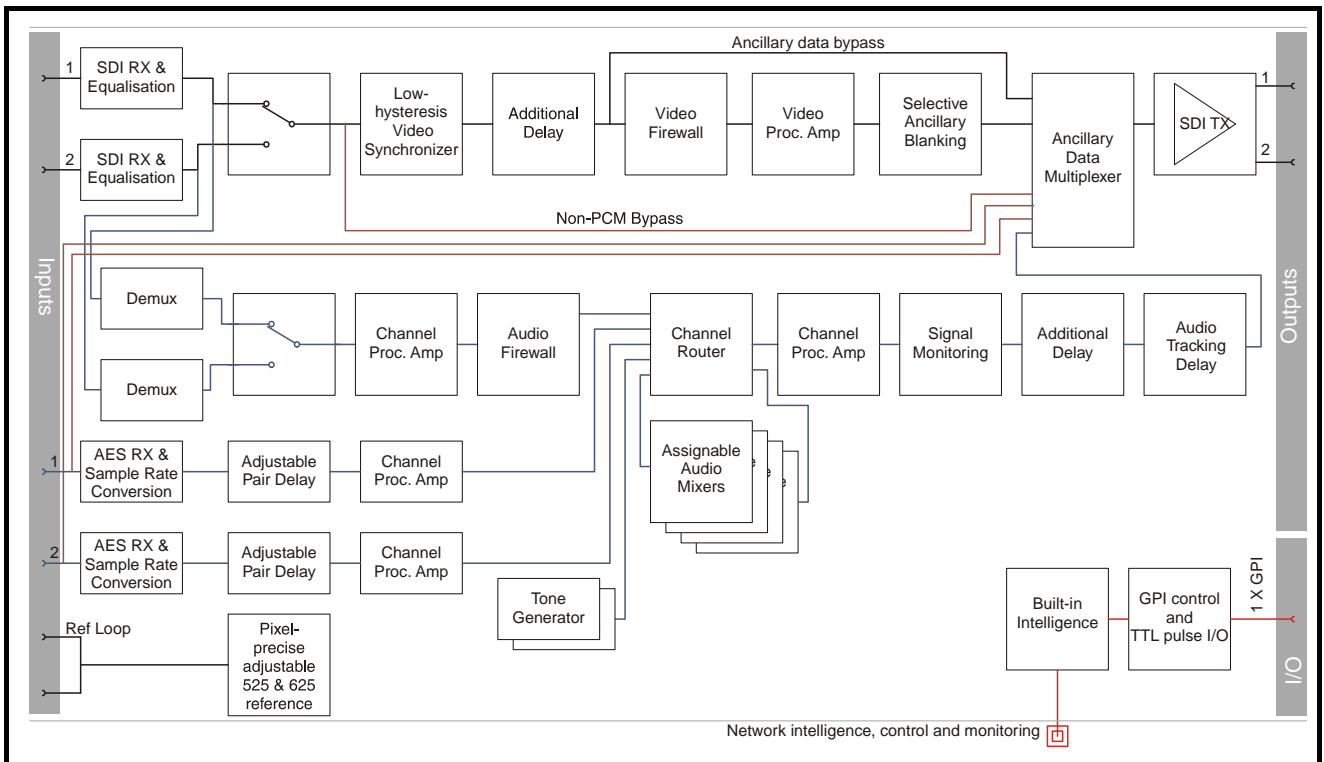 Ancillary data bypass
1
SDI RX &
Equalisation
2
SDI RX &
Equalisation
Low-
hysteresis
Video
Synchronizer
Additional
Delay
Video
Firewall
Video
Proc. Amp
Selective
Ancillary
Blanking
Ancillary
Data
Multiplexer
SDI TX
1
2
Non-PCM Bypass
Inputs
Outputs
Demux
Demux
Channel
Proc. Amp
Audio
Firewall
Channel
Router
Channel
Proc. Amp
Signal
Monitoring
Additional
Delay
Audio
Tracking
Delay
Assignable
Audio
Mixers
e
e
1
AES RX &
Sample Rate
Conversion
Adjustable
Pair Delay
Channel
Proc. Amp
2
AES RX &
Sample Rate
Conversion
Adjustable
Pair Delay
Channel
Proc. Amp
Tone
Generator
Ref Loop
Pixel-
precise
adjustable
525 & 625
reference
Built-in
Intelligence
GPI control
and
TTL pulse I/O
1 X GPI
I/O
Network intelligence, control and monitoring